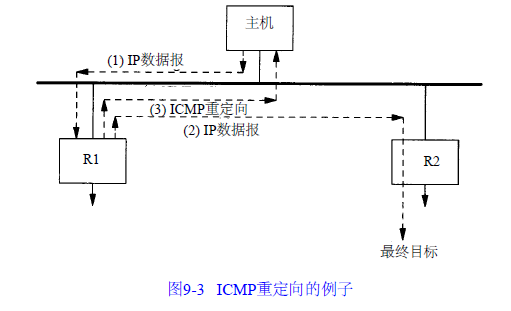 主机
(1) IP数据报
(3) ICMP重定向
(2) IP数据报
R1
R2
最终目标
图9-3 ICMP重定向的例子